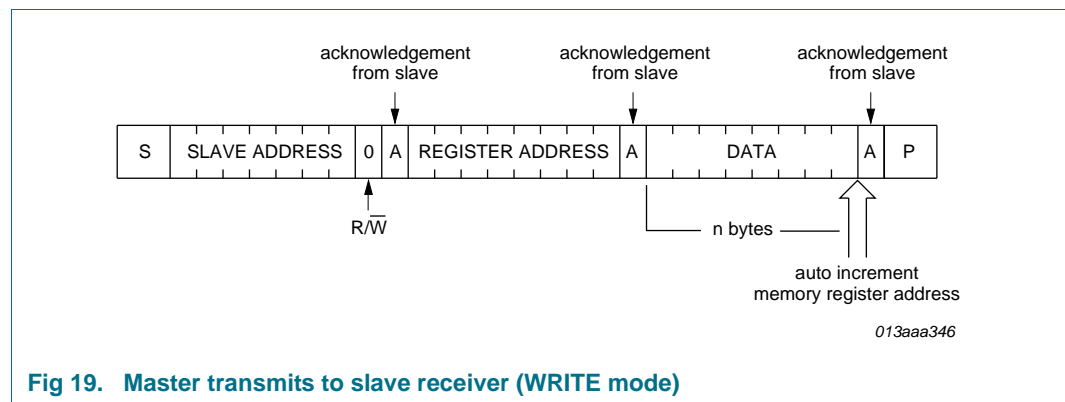 acknowledgement
from slave
acknowledgement
from slave
acknowledgement
from slave
S SLAVE ADDRESS 0 A REGISTER ADDRESS A DATA A P
R/W̅
n bytes
auto increment
memory register address
013aaa346
Fig 19. Master transmits to slave receiver (WRITE mode)